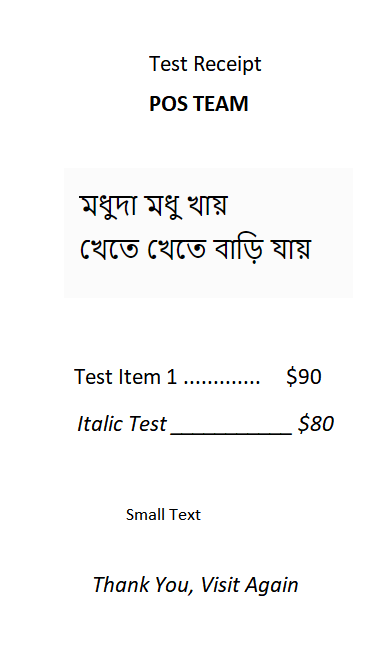 Test Receipt
POS TEAM
মধুদা মধু খায়
খেতে খেতে বাড়ি যায়
Test Item 1 ............. $90
Italic Test ___________ $80
Small Text
Thank You, Visit Again